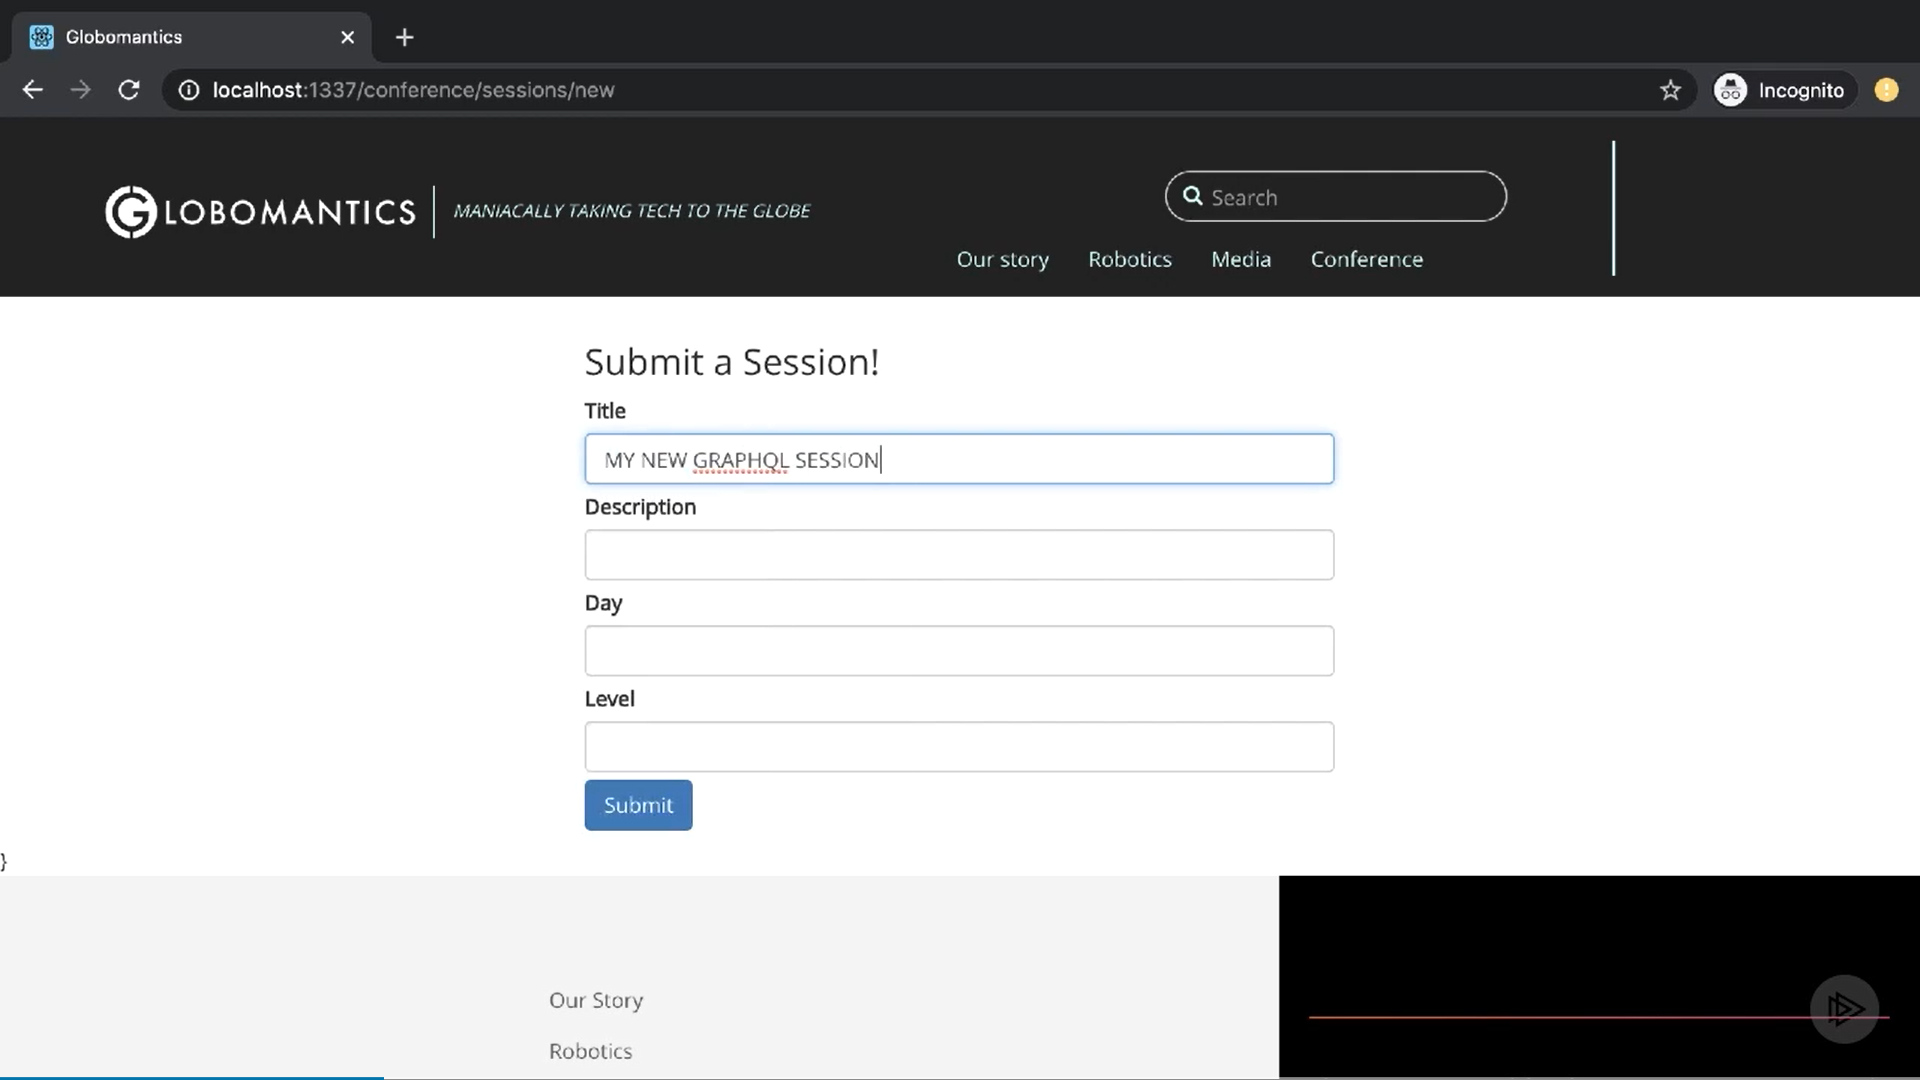 Globomantics
localhost:1337/conference/sessions/new
Incognito
GLOBOMANTICS
MANIACALLY TAKING TECH TO THE GLOBE
Search
Our story Robotics Media Conference
Submit a Session!
Title
MY NEW GRAPHQL SESSION
Description
Day
Level
Submit
}
Our Story
Robotics